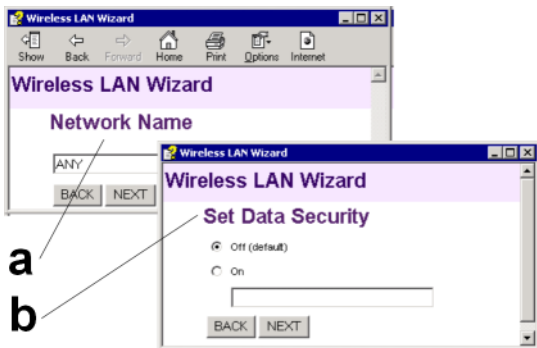 Wireless LAN Wizard
Show Back Forward Home Print Options Internet
Wireless LAN Wizard
Network Name
ANY
BACK NEXT
Wireless LAN Wizard
Wireless LAN Wizard
Set Data Security
Off (default)
On
BACK NEXT
a
b